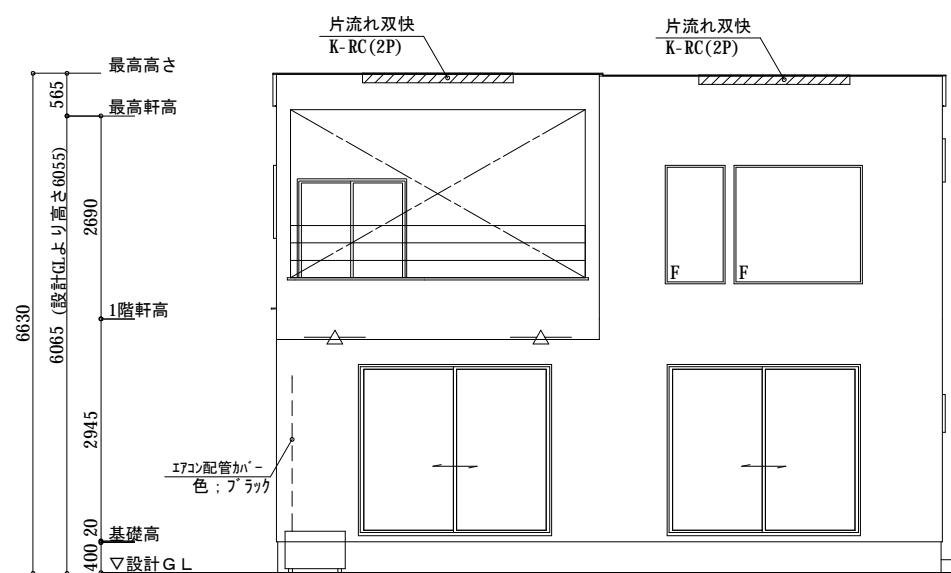 片流れ双快
K-RC(2P)
片流れ双快
K-RC(2P)
最高高さ
565
最高軒高
2690
6065 (設計GLより高さ6055)
6630
1階軒高
2945
エアコン配管カバー
色;ブラック
20
基礎高
400
▽設計GL
F
F